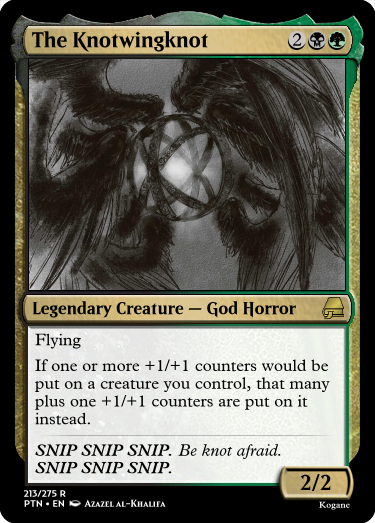 The Knotwingknot 2
Legendary Creature — God Horror
Flying
If one or more +1/+1 counters would be
put on a creature you control, that many
plus one +1/+1 counters are put on it
instead.
SNIP SNIP SNIP. Be knot afraid.
SNIP SNIP SNIP.
2/2
213/275 R
PTN • EN Azazel al-Khalifa
Kogane